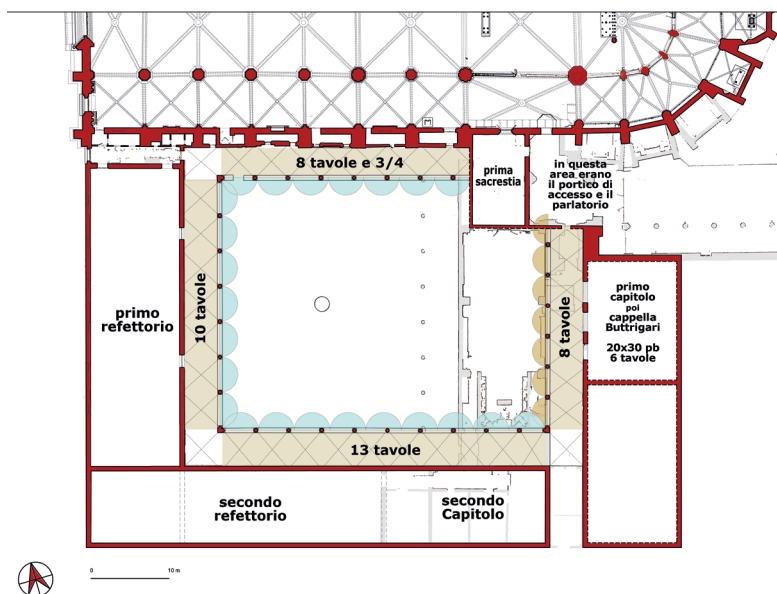 8 tavole e 3/4
prima
sacrestia
in questa
area erano
il portico di
accesso e il
parlatorio
primo
refettorio
10 tavole
8 tavole
primo
capitolo
poi
cappella
Buttrigari
20x30 pb
6 tavole
13 tavole
secondo
refettorio
secondo
Capitolo
0
10 m